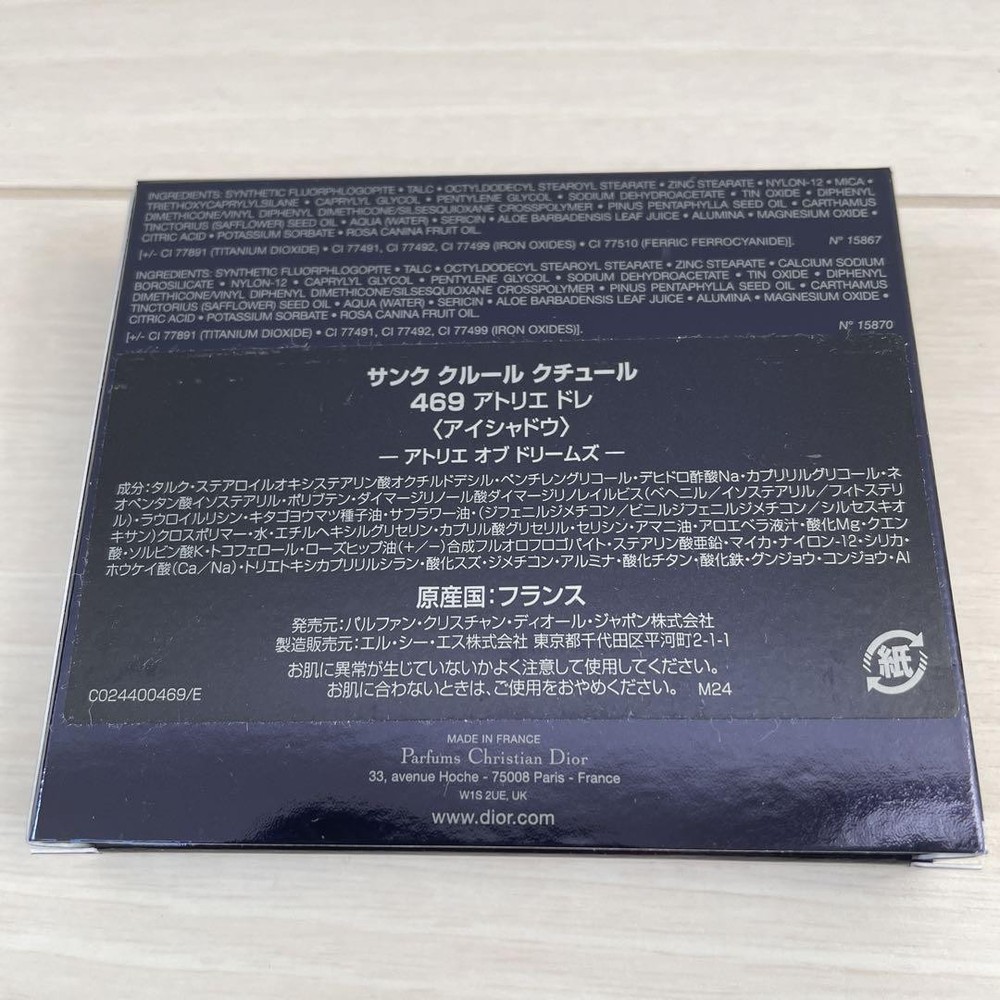 INGREDIENTS: SYNTHETIC FLUORPHLOGOPITE • TALC • OCTYLDODECYL STEAROYL STEARATE • ZINC STEARATE • NYLON-12 • MICA •
TRIETHOXYCAPRYLYLSILANE • CAPRYLYL GLYCOL • PENTYLENE GLYCOL • SODIUM DEHYDROACETATE • TIN OXIDE • DIPHENYL
DIMETHICONE/VINYL DIPHENYL DIMETHICONE/SILSESQUIOXANE CROSSPOLYMER • PINUS PENTAPHYLLA SEED OIL • CARTHAMUS
TINCTORIUS (SAFFLOWER) SEED OIL • AQUA (WATER) • SERICIN • ALOE BARBADENSIS LEAF JUICE • ALUMINA • MAGNESIUM OXIDE •
CITRIC ACID • POTASSIUM SORBATE • ROSA CANINA FRUIT OIL.
[+/- CI 77891 (TITANIUM DIOXIDE) • CI 77491, CI 77492, CI 77499 (IRON OXIDES) • CI 77510 (FERRIC FERROCYANIDE)]. N° 15867
INGREDIENTS: SYNTHETIC FLUORPHLOGOPITE • TALC • OCTYLDODECYL STEAROYL STEARATE • ZINC STEARATE • CALCIUM SODIUM
BOROSILICATE • NYLON-12 • CAPRYLYL GLYCOL • PENTYLENE GLYCOL • SODIUM DEHYDROACETATE • TIN OXIDE • DIPHENYL
DIMETHICONE/VINYL DIPHENYL DIMETHICONE/SILSESQUIOXANE CROSSPOLYMER • PINUS PENTAPHYLLA SEED OIL • CARTHAMUS
TINCTORIUS (SAFFLOWER) SEED OIL • AQUA (WATER) • SERICIN • ALOE BARBADENSIS LEAF JUICE • ALUMINA • MAGNESIUM OXIDE •
CITRIC ACID • POTASSIUM SORBATE • ROSA CANINA FRUIT OIL.
[+/- CI 77891 (TITANIUM DIOXIDE) • CI 77491, CI 77492, CI 77499 (IRON OXIDES)]. N° 15870
サンク クルール クチュール
469 アトリエ ドレ
〈アイシャドウ〉
— アトリエ オブ ドリームズ —
成分:タルク・ステアロイルオキシステアリン酸オクチルドデシル・ペンチレングリコール・デヒドロ酢酸Na・カプリリルグリコール・ネ
オペンタン酸イソステアリル・ポリブテン・ダイマージリノール酸ダイマージリノレイルビス(ベヘニル/イソステアリル/フィトステリ
ル)・ラウロイルリシン・キタゴヨウマツ種子油・サフラワー油・(ジフェニルジメチコン/ビニルジフェニルジメチコン/シルセスキオ
キサン)クロスポリマー・水・エチルヘキシルグリセリン・カプリル酸グリセリル・セリシン・アマニ油・アロエベラ液汁・酸化Mg・クエン
酸・ソルビン酸K・トコフェロール・ローズヒップ油(+/−)合成フルオロフロゴパイト・ステアリン酸亜鉛・マイカ・ナイロン-12・シリカ・
ホウケイ酸(Ca/Na)・トリエトキシカプリリルシラン・酸化スズ・ジメチコン・アルミナ・酸化チタン・酸化鉄・グンジョウ・コンジョウ・Al
原産国:フランス
発売元:パルファン・クリスチャン・ディオール・ジャポン株式会社
製造販売元:エル・シー・エス株式会社 東京都千代田区平河町2-1-1
お肌に異常が生じていないかよく注意して使用してください。
お肌に合わないときは、ご使用をおやめください。 M24
C024400469/E
紙
MADE IN FRANCE
Parfums Christian Dior
33, avenue Hoche - 75008 Paris - France
W1S 2UE, UK
www.dior.com